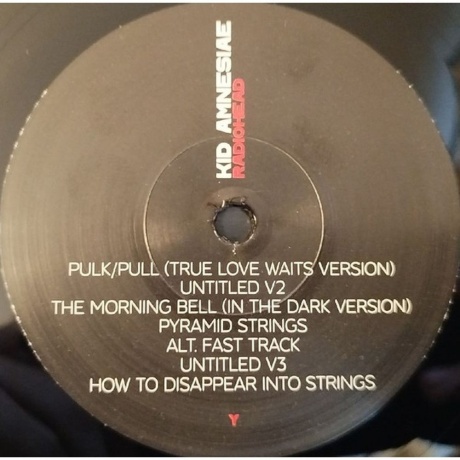 KID AMNESIAE
RADIOHEAD
PULK/PULL (TRUE LOVE WAITS VERSION)
UNTITLED V2
THE MORNING BELL (IN THE DARK VERSION)
PYRAMID STRINGS
ALT. FAST TRACK
UNTITLED V3
HOW TO DISAPPEAR INTO STRINGS
Y